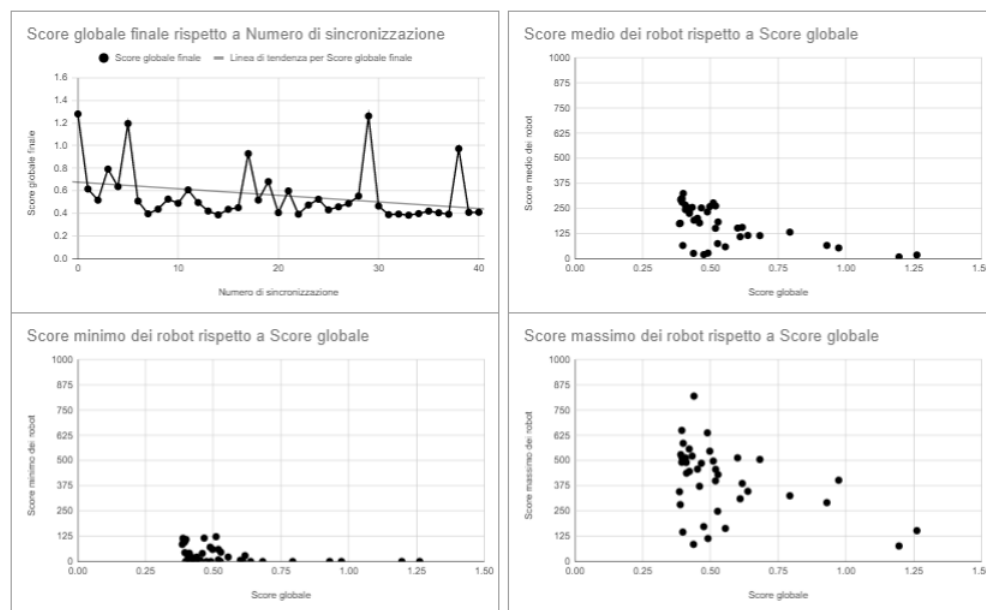 Score globale finale rispetto a Numero di sincronizzazione
Score globale finale
Linea di tendenza per Score globale finale
1.6
1.4
1.2
1.0
0.8
0.6
0.4
0.2
0.0
Score globale finale
0 10 20 30 40
Numero di sincronizzazione
Score medio dei robot rispetto a Score globale
1000
875
750
625
500
375
250
125
0
Score medio dei robot
0.00 0.25 0.50 0.75 1.00 1.25 1.50
Score globale
Score minimo dei robot rispetto a Score globale
1000
875
750
625
500
375
250
125
0
Score minimo dei robot
0.00 0.25 0.50 0.75 1.00 1.25 1.50
Score globale
Score massimo dei robot rispetto a Score globale
1000
875
750
625
500
375
250
125
0
Score massimo dei robot
0.00 0.25 0.50 0.75 1.00 1.25 1.50
Score globale